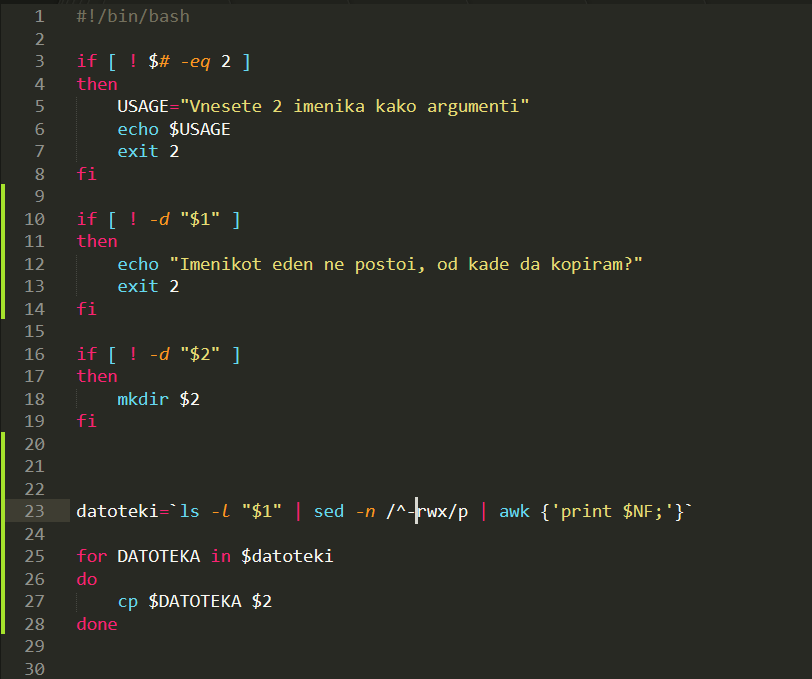 1 #!/bin/bash
2
3 if [ ! $# -eq 2 ]
4 then
5 USAGE="Vnesete 2 imenika kako argumenti"
6 echo $USAGE
7 exit 2
8 fi
9
10 if [ ! -d "$1" ]
11 then
12 echo "Imenikot eden ne postoi, od kade da kopiram?"
13 exit 2
14 fi
15
16 if [ ! -d "$2" ]
17 then
18 mkdir $2
19 fi
20
21
22
23 datoteki=`ls -l "$1" | sed -n /^-rwx/p | awk {'print $NF;'}`
24
25 for DATOTEKA in $datoteki
26 do
27 cp $DATOTEKA $2
28 done
29
30